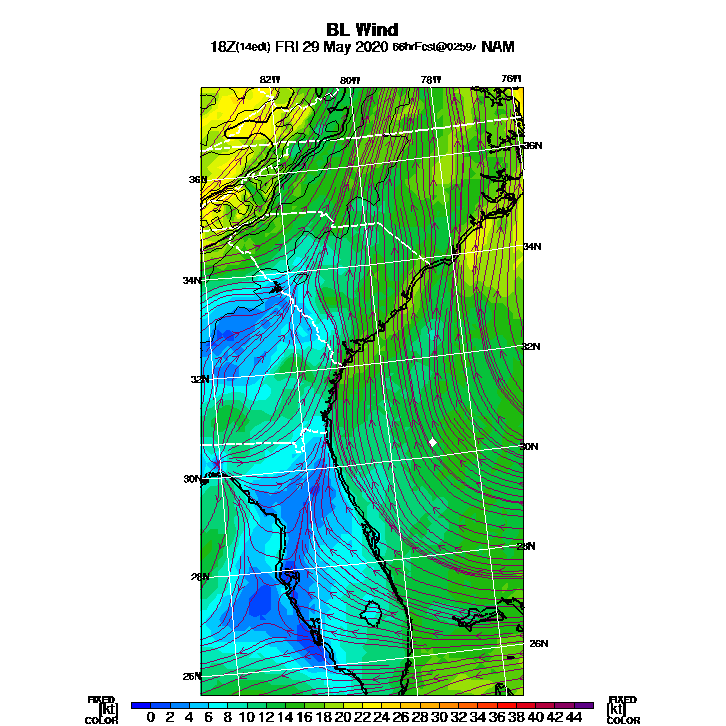 BL Wind
18Z(14edt) FRI 29 May 2020 66hrFcst@0259z NAM
82W 80W 78W 76W
36N
36N
34N
34N
32N
32N
30N
30N
28N
28N
26N
26N
FIXED [kt] COLOR 0 2 4 6 8 10 12 14 16 18 20 22 24 26 28 30 32 34 36 38 40 42 44 FIXED [kt] COLOR